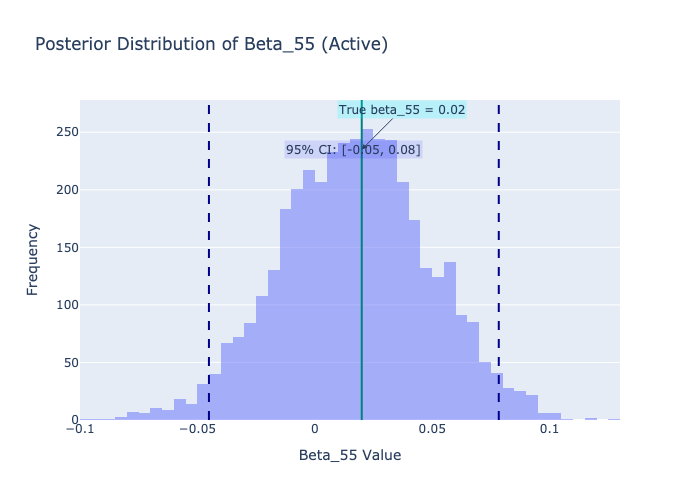 Posterior Distribution of Beta_55 (Active)
True beta_55 = 0.02
95% CI: [-0.05, 0.08]
250
200
150
100
50
0
Frequency
−0.1
−0.05
0
0.05
0.1
Beta_55 Value